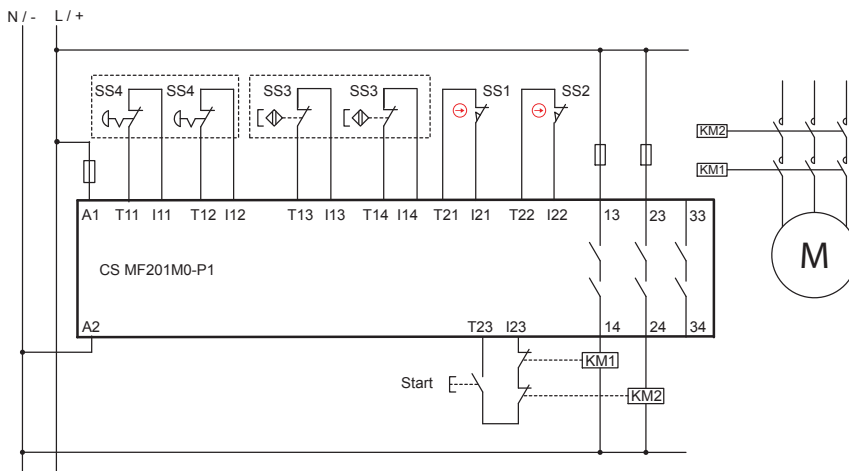 N / - L / +
SS4 SS4 SS3 SS3 SS1 SS2
KM2
KM1
A1 T11 I11 T12 I12 T13 I13 T14 I14 T21 I21 T22 I22 13 23 33
M
CS MF201M0-P1
A2 T23 I23 14 24 34
KM1
Start
KM2